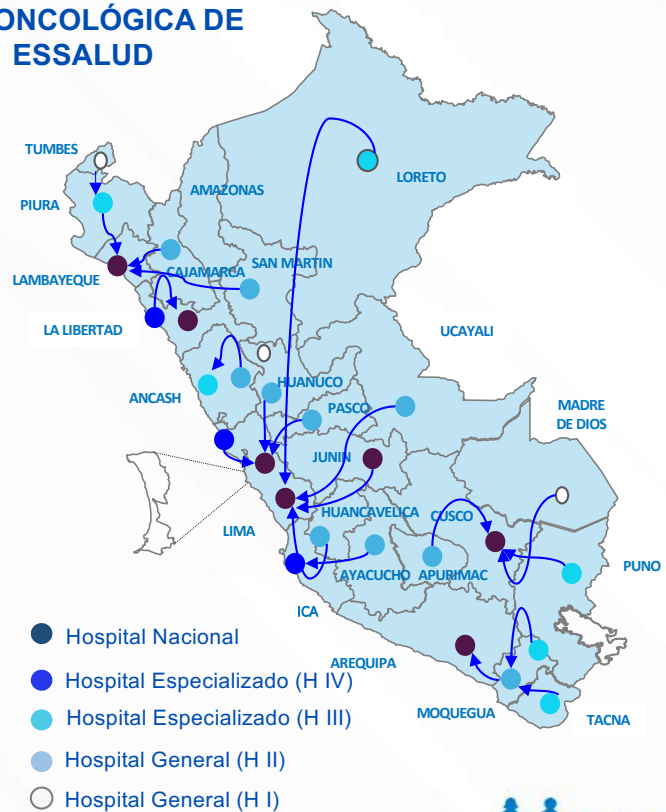 ONCOLÓGICA DE
ESSALUD
TUMBES
LORETO
AMAZONAS
PIURA
SAN MARTIN
CAJAMARCA
LAMBAYEQUE
LA LIBERTAD
UCAYALI
HUANUCO
ANCASH
PASCO
MADRE
DE DIOS
JUNIN
HUANCAVELICA
CUSCO
LIMA
PUNO
AYACUCHO
APURIMAC
ICA
AREQUIPA
MOQUEGUA
TACNA
Hospital Nacional
Hospital Especializado (H IV)
Hospital Especializado (H III)
Hospital General (H II)
Hospital General (H I)